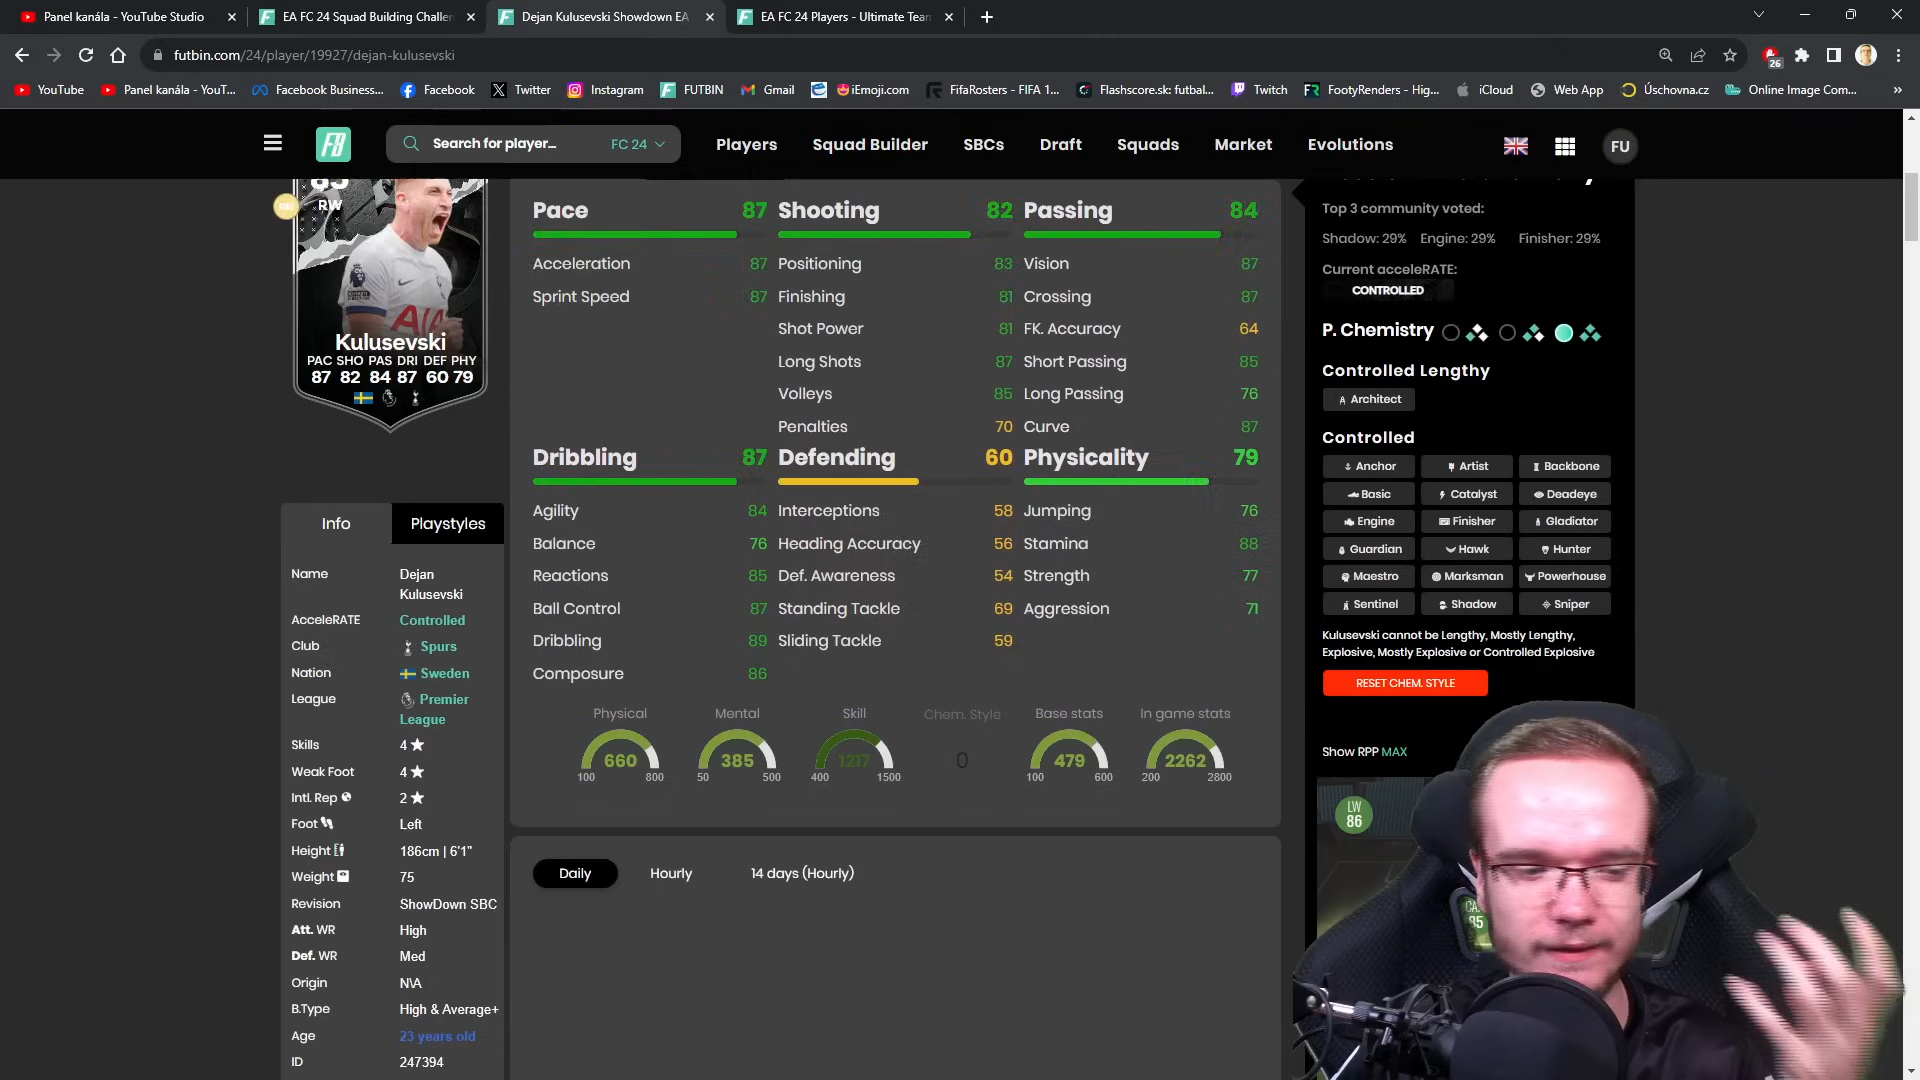 Panel kanála - YouTube Studio
EA FC 24 Squad Building Challen
Dejan Kulusevski Showdown EA
EA FC 24 Players - Ultimate Team
futbin.com/24/player/19927/dejan-kulusevski
26
YouTube
Panel kanála - YouT...
Facebook Business...
Facebook
Twitter
Instagram
FUTBIN
Gmail
iEmoji.com
FifaRosters - FIFA 1...
Flashscore.sk: futbal...
Twitch
FootyRenders - Hig...
iCloud
Web App
Úschovna.cz
Online Image Com...
»
Search for player...
FC 24
Players
Squad Builder
SBCs
Draft
Squads
Market
Evolutions
FU
RW
Kulusevski
PAC SHO PAS DRI DEF PHY
87 82 84 87 60 79
Info
Playstyles
Name Dejan
Kulusevski
AcceleRATE Controlled
Club Spurs
Nation Sweden
League Premier
League
Skills 4
Weak Foot 4
Intl. Rep 2
Foot Left
Height 186cm | 6'1"
Weight 75
Revision ShowDown SBC
Att. WR High
Def. WR Med
Origin N\A
B.Type High & Average+
Age 23 years old
ID 247394
Pace 87
Acceleration 87
Sprint Speed 87
Shooting 82
Positioning 83
Finishing 81
Shot Power 81
Long Shots 87
Volleys 85
Penalties 70
Passing 84
Vision 87
Crossing 87
FK. Accuracy 64
Short Passing 85
Long Passing 76
Curve 87
Dribbling 87
Agility 84
Balance 76
Reactions 85
Ball Control 87
Dribbling 89
Composure 86
Defending 60
Interceptions 58
Heading Accuracy 56
Def. Awareness 54
Standing Tackle 69
Sliding Tackle 59
Physicality 79
Jumping 76
Stamina 88
Strength 77
Aggression 71
Physical
660
100 800
Mental
385
50 500
Skill
1217
400 1500
Chem. Style
0
Base stats
479
100 600
In game stats
2262
200 2800
Daily
Hourly
14 days (Hourly)
Top 3 community voted:
Shadow: 29% Engine: 29% Finisher: 29%
Current acceleRATE:
CONTROLLED
P. Chemistry
Controlled Lengthy
Architect
Controlled
Anchor Artist Backbone
Basic Catalyst Deadeye
Engine Finisher Gladiator
Guardian Hawk Hunter
Maestro Marksman Powerhouse
Sentinel Shadow Sniper
Kulusevski cannot be Lengthy, Mostly Lengthy,
Explosive, Mostly Explosive or Controlled Explosive
RESET CHEM. STYLE
Show RPP MAX
LW
86